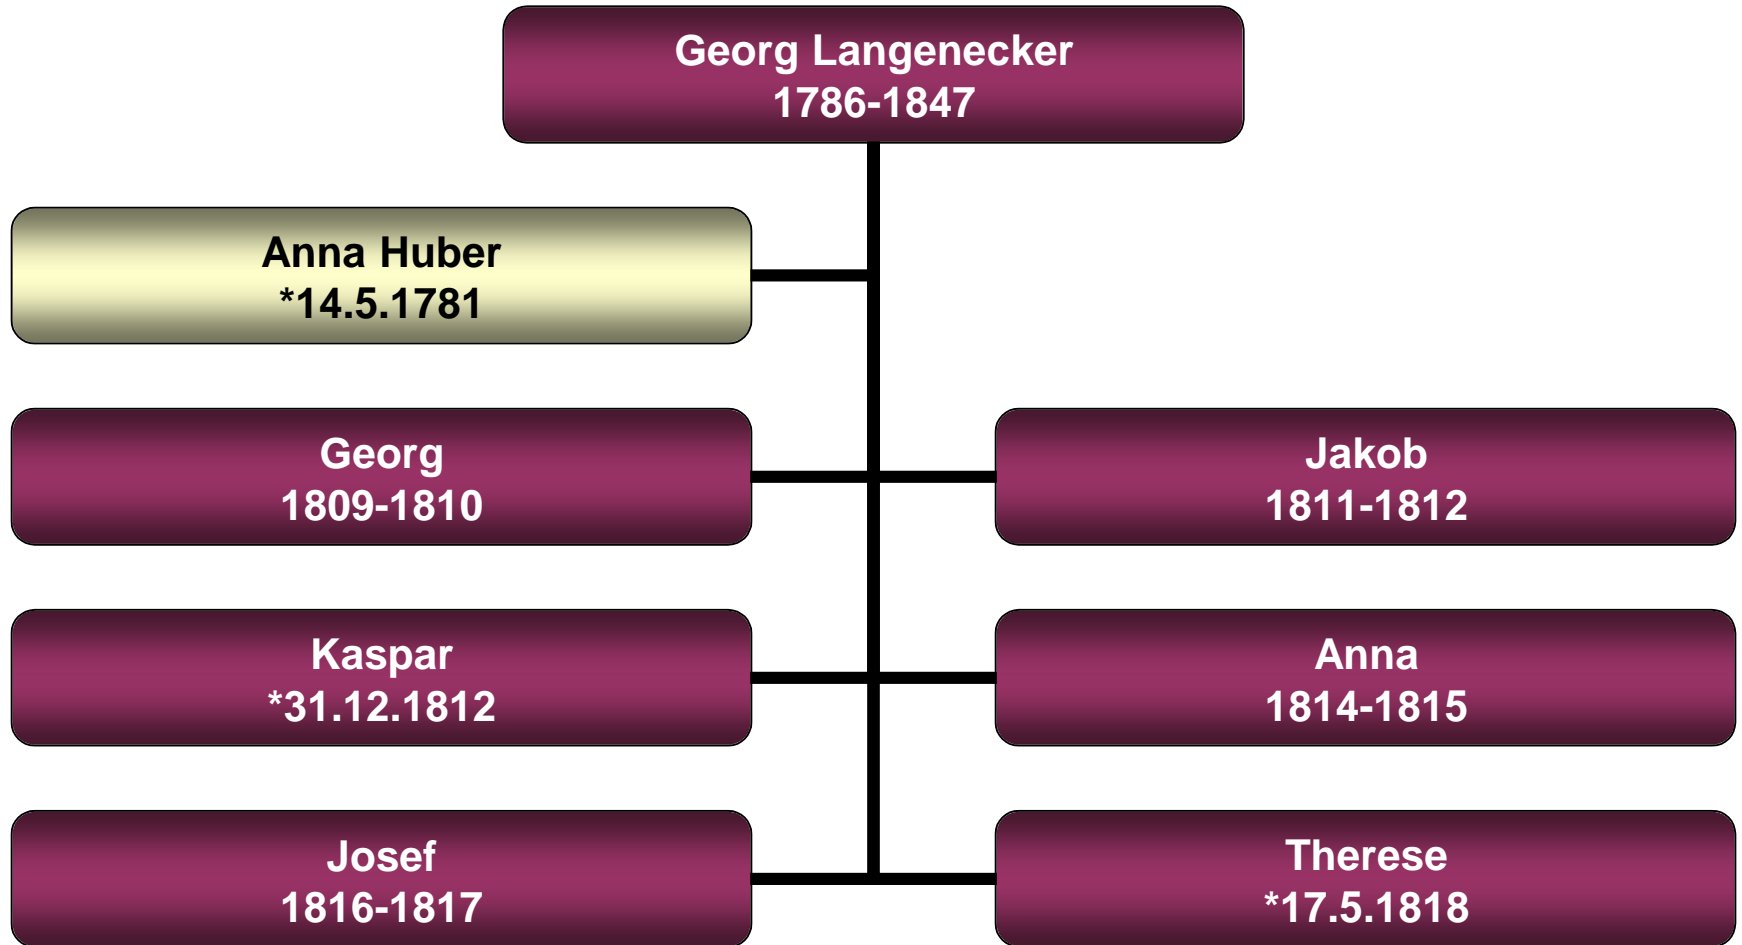 Georg Langenecker
1786-1847
Anna Huber
*14.5.1781
Georg
1809-1810
Jakob
1811-1812
Kaspar
*31.12.1812
Anna
1814-1815
Josef
1816-1817
Therese
*17.5.1818